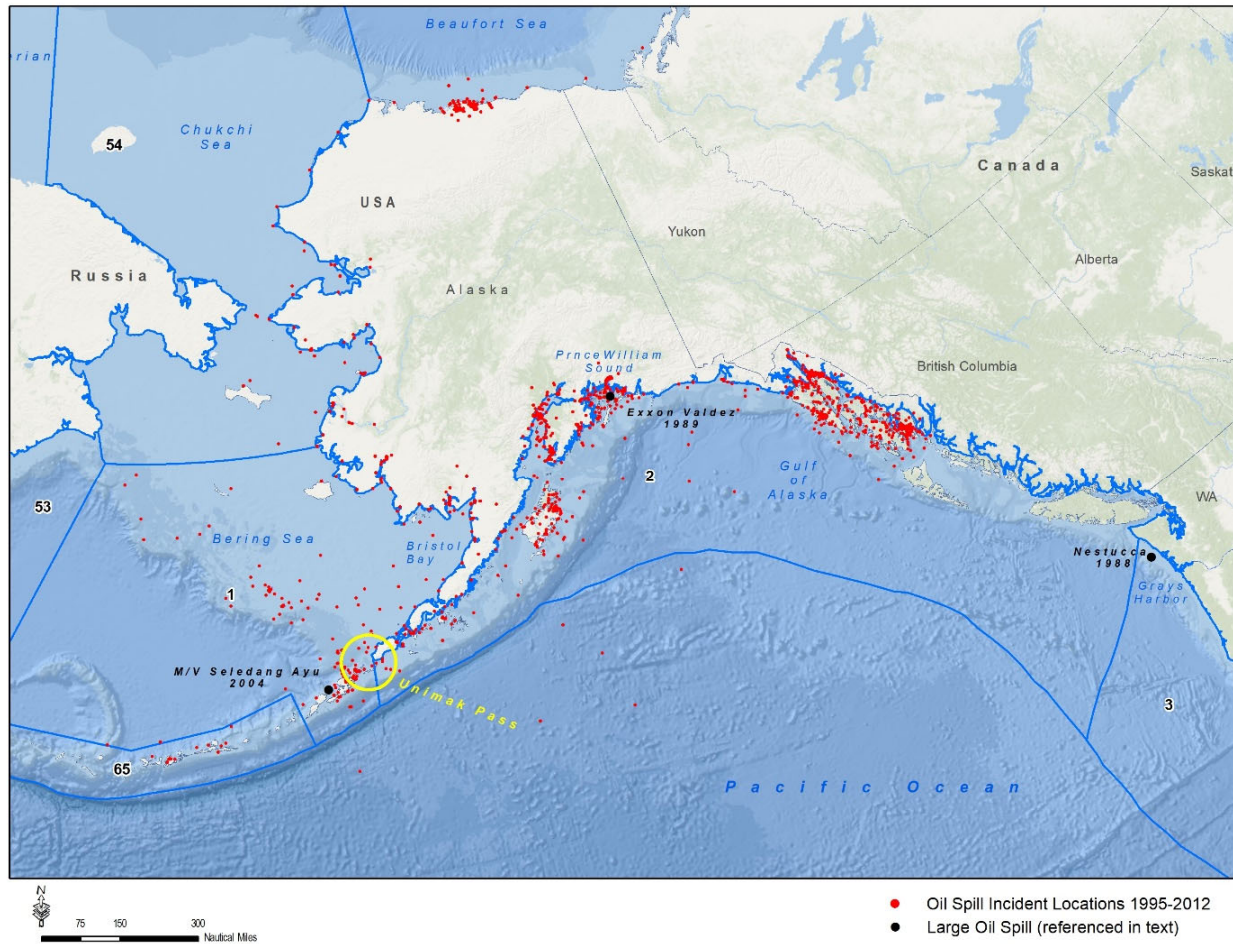 Beaufort Sea
erian
Chukchi
Sea
54
Canada
Saskat
USA
Yukon
Russia
Alberta
Alaska
PrnceWilliam
Sound
British Columbia
Exxon Valdez
1989
2
Gulf
of
Alaska
WA
53
Bering Sea
Bristol
Bay
Nestucca
1988
Grays
Harbor
1
M/V Seledang Ayu
2004
Unimak Pass
3
65
Pacific Ocean
N
0 75 150 300
Nautical Miles
Oil Spill Incident Locations 1995-2012
Large Oil Spill (referenced in text)